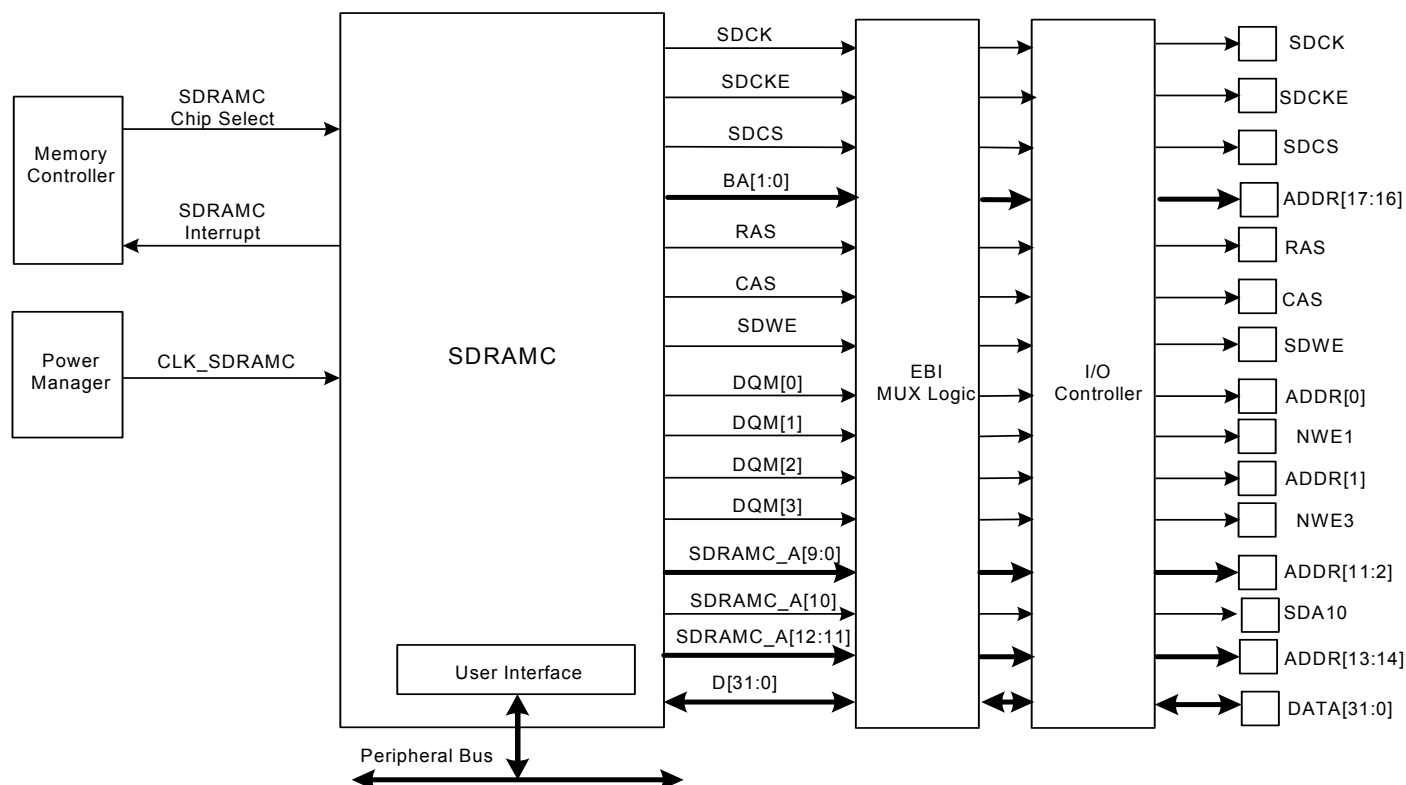 SDRAMC
Chip Select
Memory
Controller
SDRAMC
Interrupt
Power
Manager
CLK_SDRAMC
SDRAMC
User Interface
Peripheral Bus
SDCK
SDCKE
SDCS
BA[1:0]
RAS
CAS
SDWE
DQM[0]
DQM[1]
DQM[2]
DQM[3]
SDRAMC_A[9:0]
SDRAMC_A[10]
SDRAMC_A[12:11]
D[31:0]
EBI
MUX Logic
I/O
Controller
SDCK
SDCKE
SDCS
ADDR[17:16]
RAS
CAS
SDWE
ADDR[0]
NWE1
ADDR[1]
NWE3
ADDR[11:2]
SDA10
ADDR[13:14]
DATA[31:0]